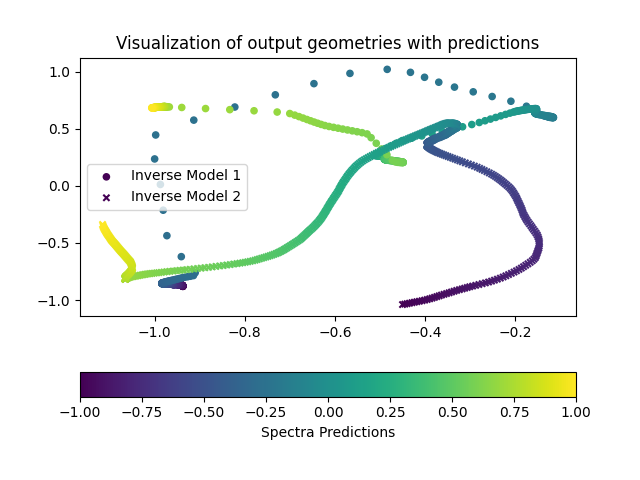 Visualization of output geometries with predictions
1.0
0.5
0.0
−0.5
−1.0
Inverse Model 1
Inverse Model 2
−1.0 −0.8 −0.6 −0.4 −0.2
−1.00 −0.75 −0.50 −0.25 0.00 0.25 0.50 0.75 1.00
Spectra Predictions